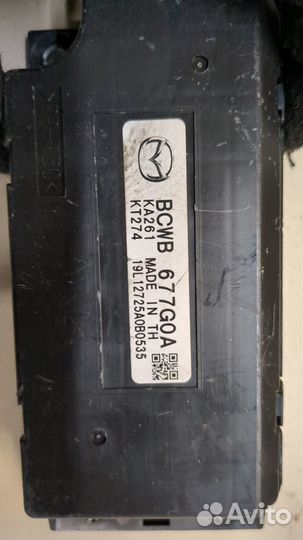 BCWB 677G0A
KA261 MADE IN TH
KT274 19L12725A0B0535
Avito